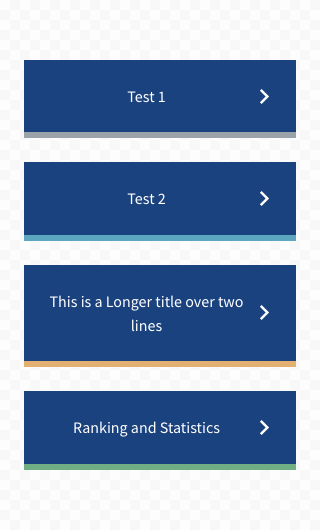 Test 1
Test 2
This is a Longer title over two
lines
Ranking and Statistics